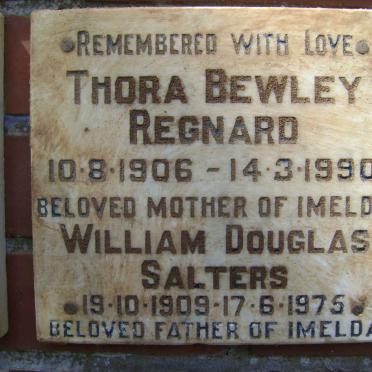 REMEMBERED WITH LOVE
THORA BEWLEY
REGNARD
10·8·1906 - 14·3·1990
BELOVED MOTHER OF IMELDA
WILLIAM DOUGLAS
SALTERS
19·10·1909-17·6·1975
BELOVED FATHER OF IMELDA